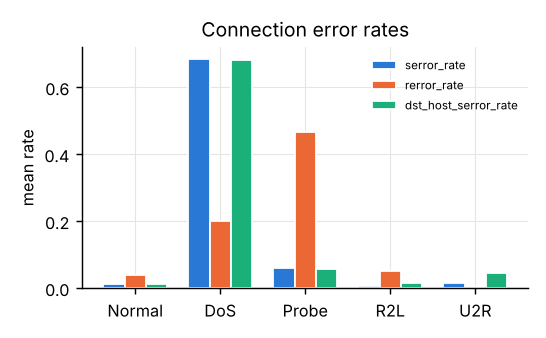 Connection error rates
mean rate
0.6
0.4
0.2
0.0
serror_rate
rerror_rate
dst_host_serror_rate
Normal DoS Probe R2L U2R